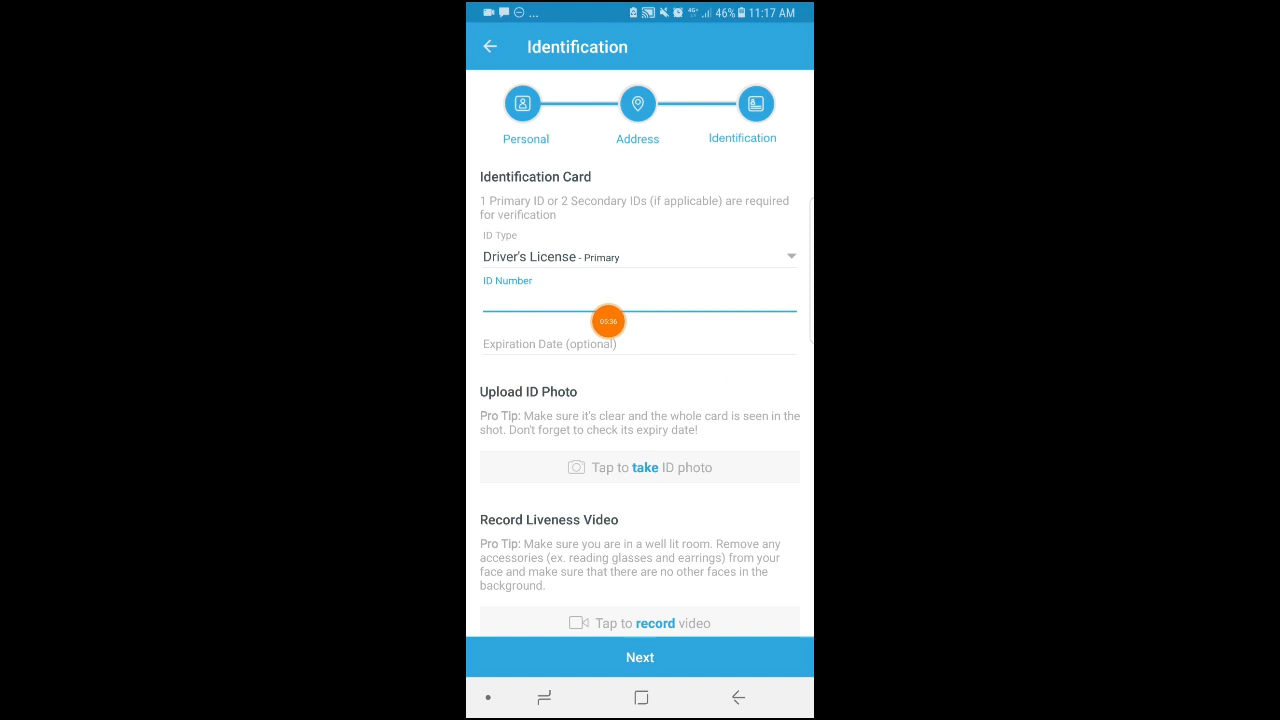 ... 4G+ 46% 11:17 AM
Identification
Personal Address Identification
Identification Card
1 Primary ID or 2 Secondary IDs (if applicable) are required
for verification
ID Type
Driver's License - Primary
ID Number
05:36
Expiration Date (optional)
Upload ID Photo
Pro Tip: Make sure it's clear and the whole card is seen in the
shot. Don't forget to check its expiry date!
Tap to take ID photo
Record Liveness Video
Pro Tip: Make sure you are in a well lit room. Remove any
accessories (ex. reading glasses and earrings) from your
face and make sure that there are no other faces in the
background.
Tap to record video
Next